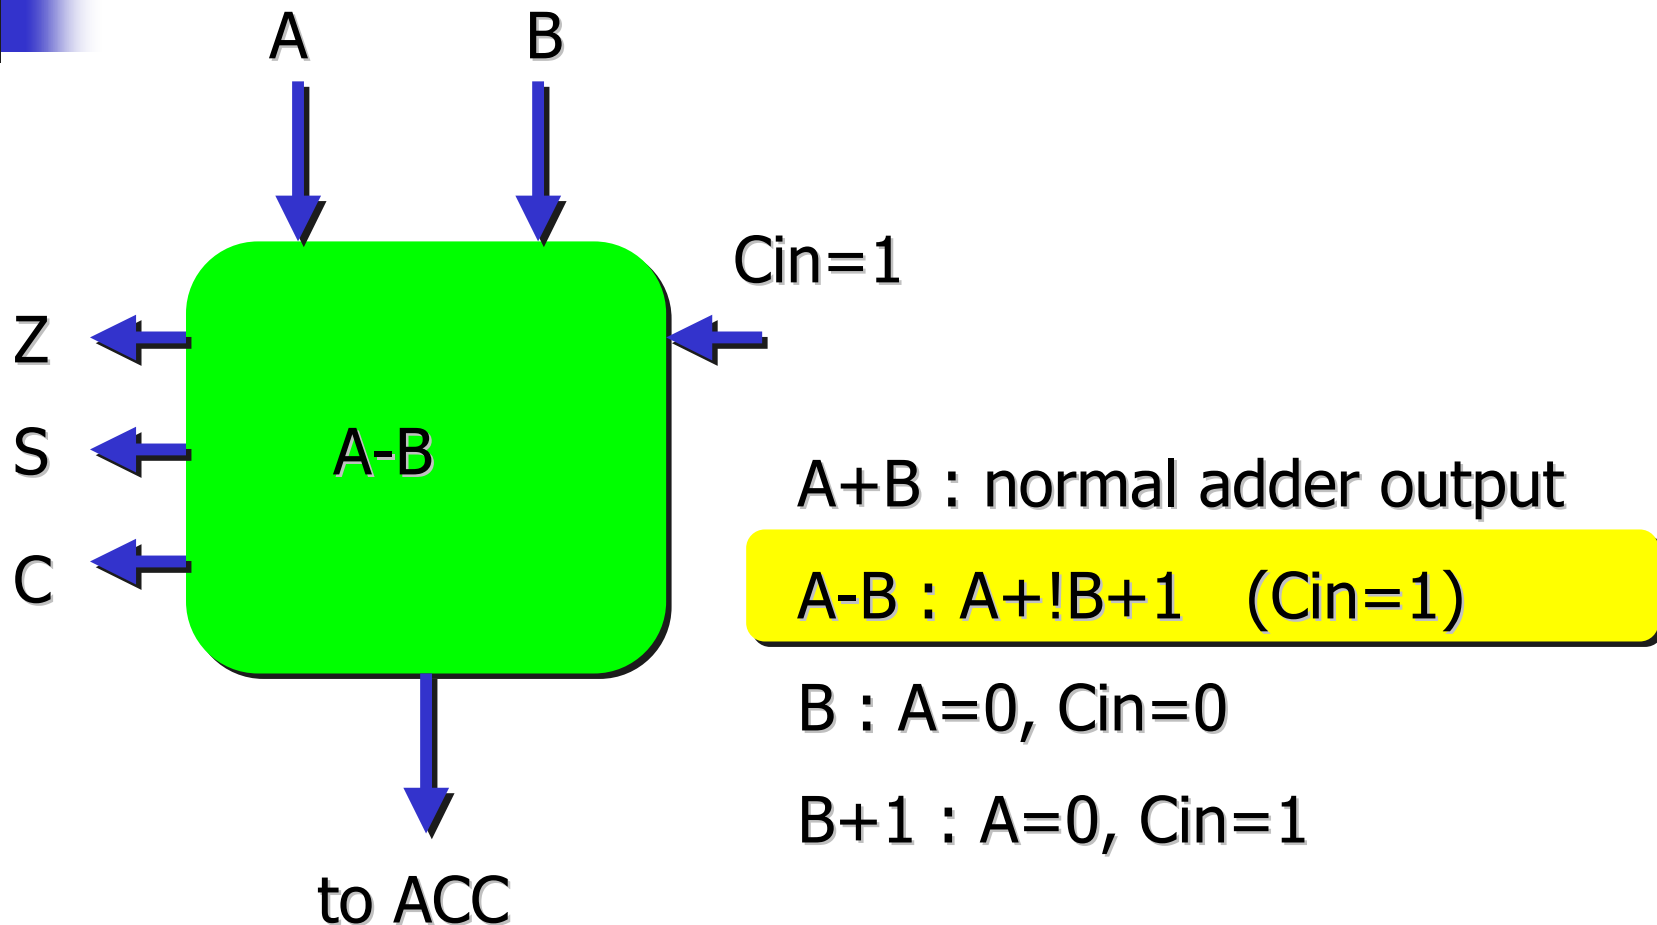 A B
Cin=1
Z
S
A-B
C
A+B : normal adder output
A-B : A+!B+1 (Cin=1)
B : A=0, Cin=0
B+1 : A=0, Cin=1
to ACC